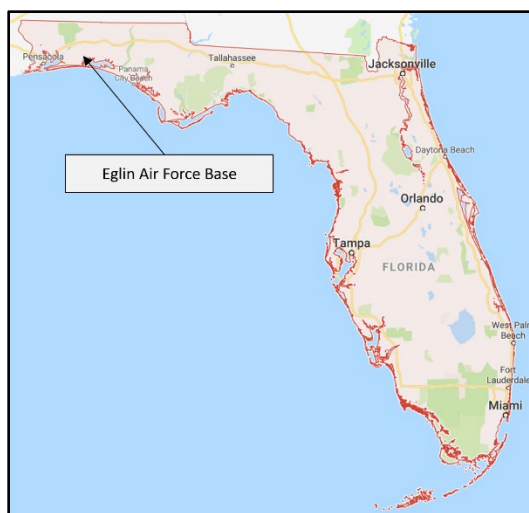 Pensacola
Panama
City Beach
Tallahassee
Jacksonville
Eglin Air Force Base
Daytona Beach
Orlando
Tampa
FLORIDA
West Palm
Beach
Fort
Lauderdale
Miami